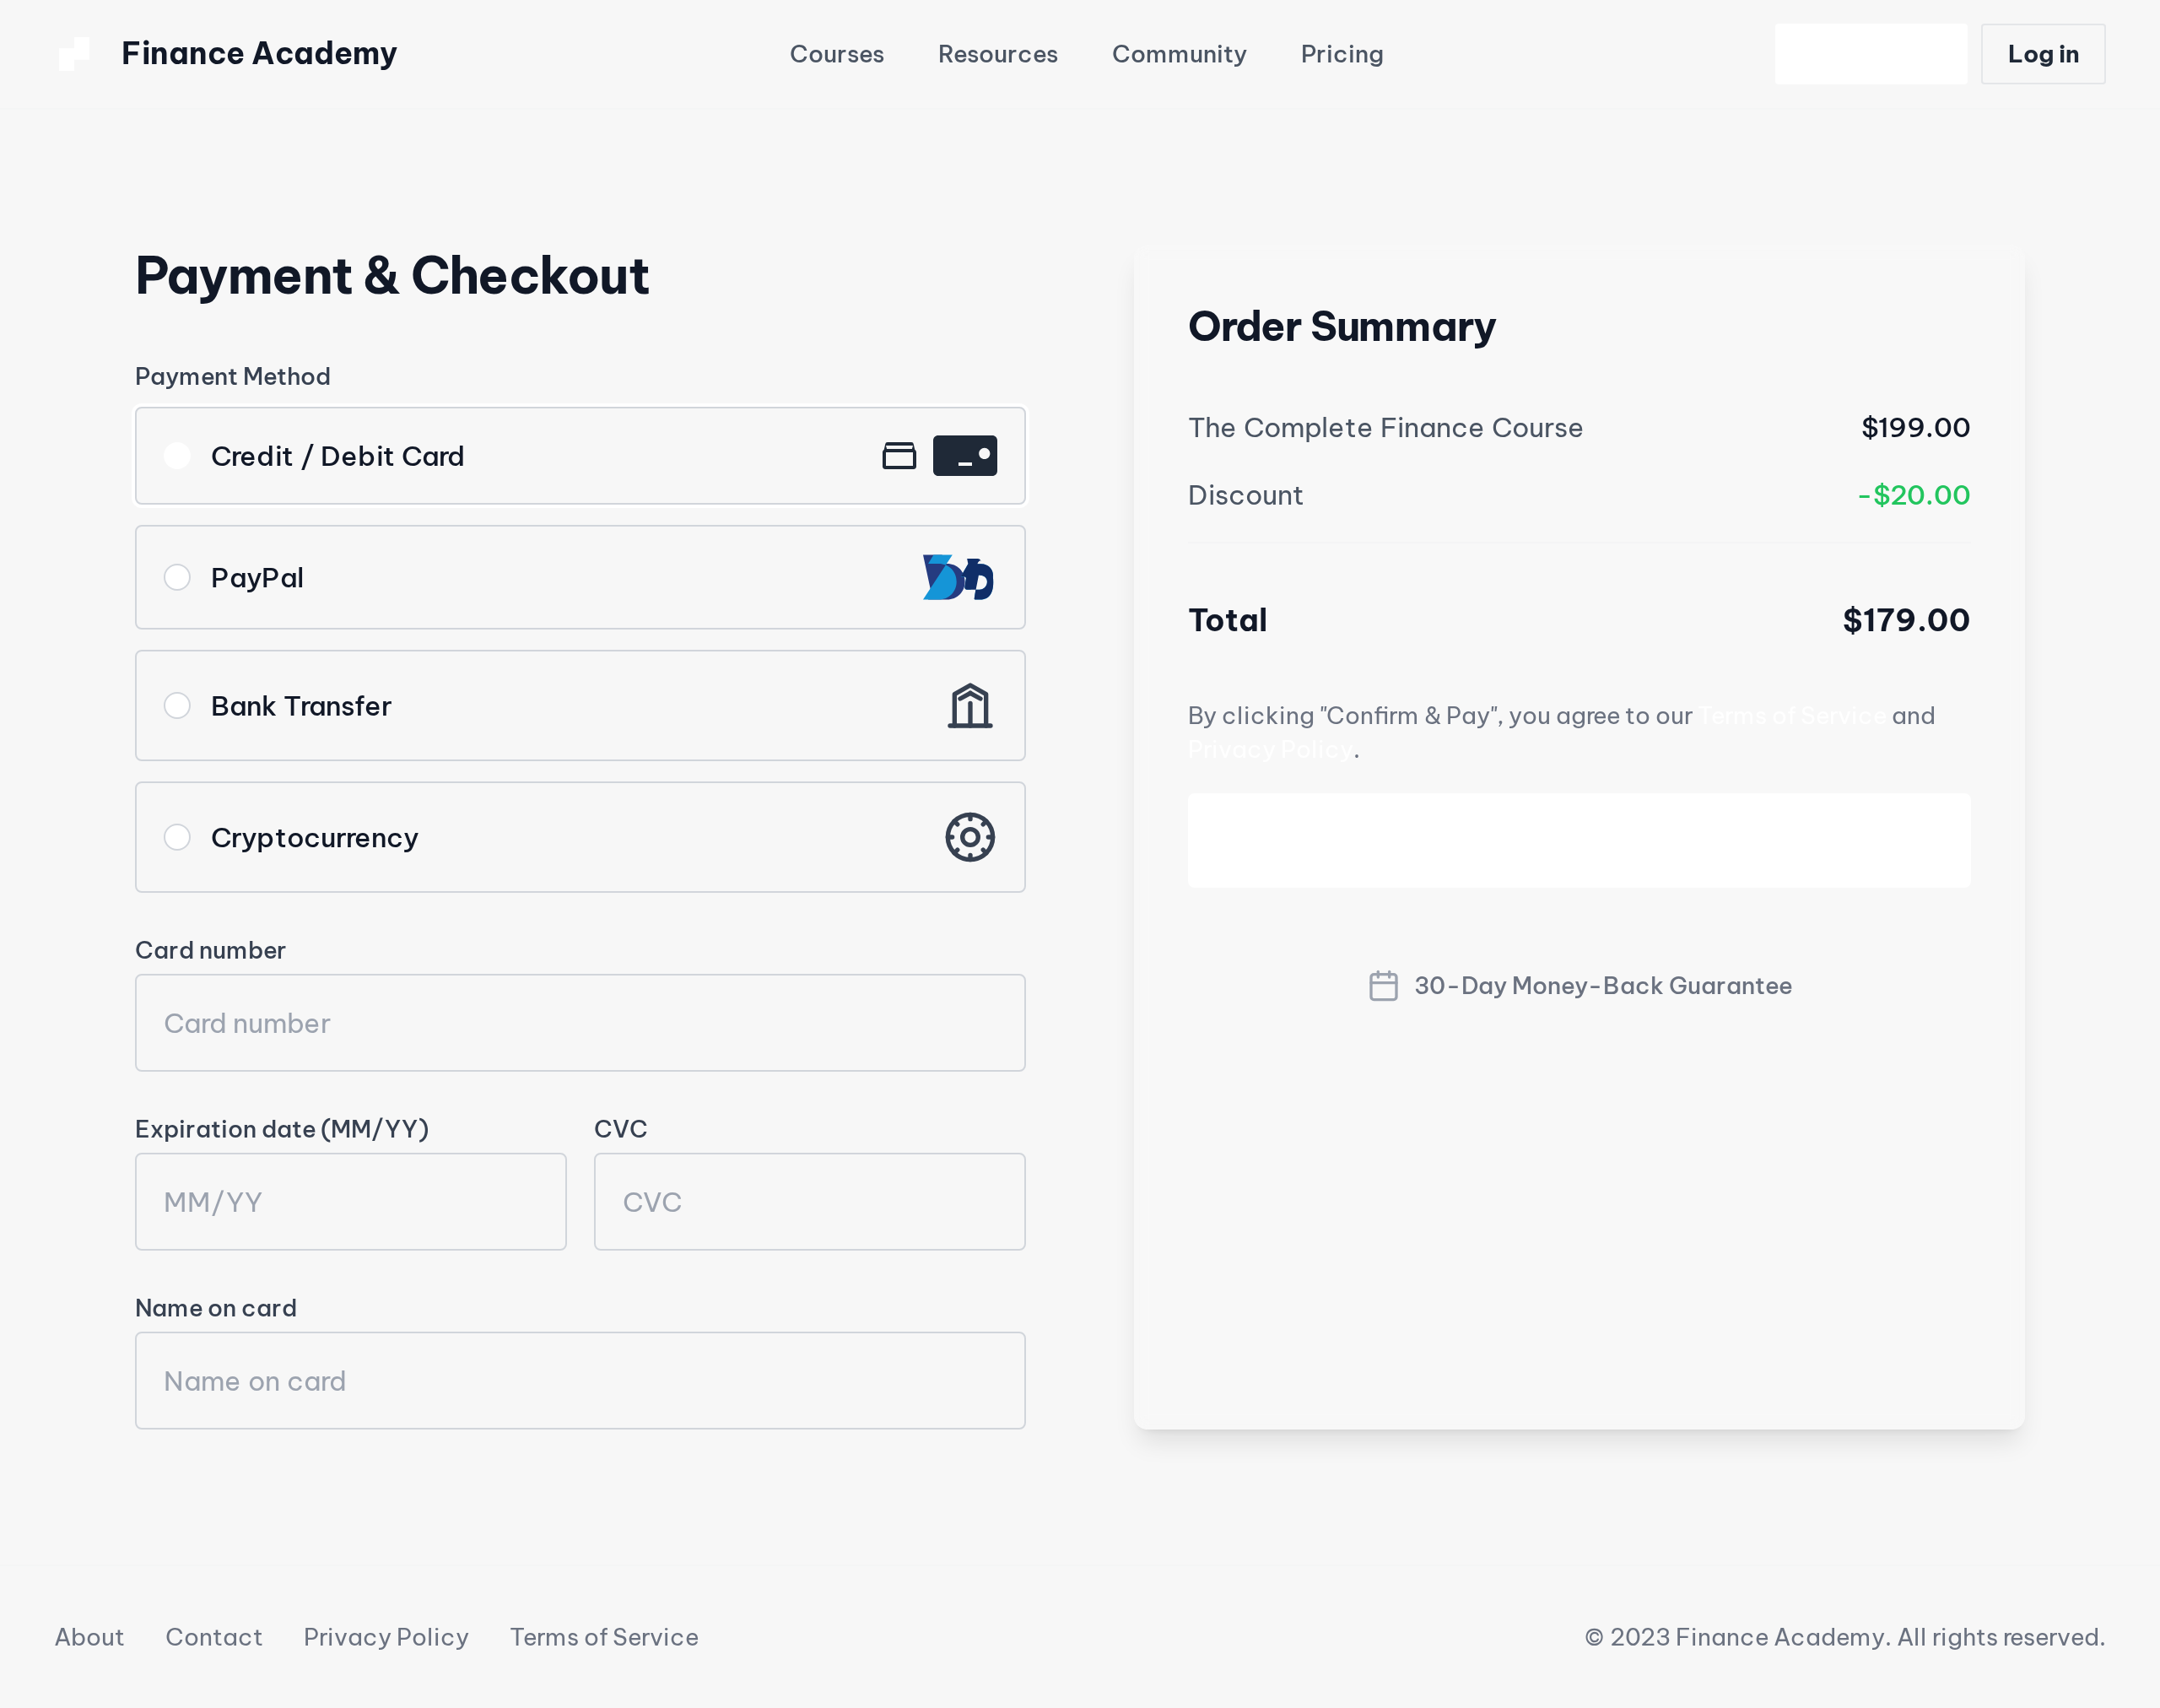 Finance Academy
Courses
Resources
Community
Pricing
Log in
Payment & Checkout
Payment Method
Credit / Debit Card
PayPal
Bank Transfer
Cryptocurrency
Card number
Card number
Expiration date (MM/YY)
CVC
MM/YY
CVC
Name on card
Name on card
Order Summary
The Complete Finance Course
$199.00
Discount
-$20.00
Total
$179.00
By clicking "Confirm & Pay", you agree to our Terms of Service and
Privacy Policy.
30-Day Money-Back Guarantee
About
Contact
Privacy Policy
Terms of Service
© 2023 Finance Academy. All rights reserved.